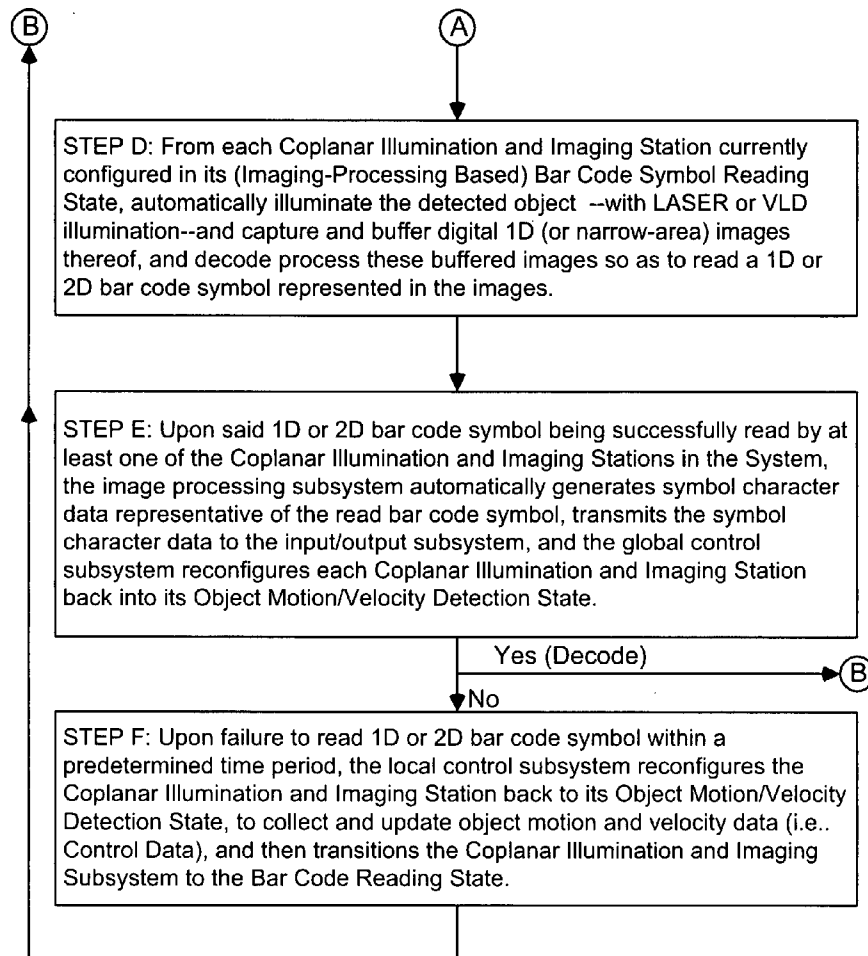 B
A
STEP D: From each Coplanar Illumination and Imaging Station currently
configured in its (Imaging-Processing Based) Bar Code Symbol Reading
State, automatically illuminate the detected object --with LASER or VLD
illumination--and capture and buffer digital 1D (or narrow-area) images
thereof, and decode process these buffered images so as to read a 1D or
2D bar code symbol represented in the images.
STEP E: Upon said 1D or 2D bar code symbol being successfully read by at
least one of the Coplanar Illumination and Imaging Stations in the System,
the image processing subsystem automatically generates symbol character
data representative of the read bar code symbol, transmits the symbol
character data to the input/output subsystem, and the global control
subsystem reconfigures each Coplanar Illumination and Imaging Station
back into its Object Motion/Velocity Detection State.
Yes (Decode)
B
No
STEP F: Upon failure to read 1D or 2D bar code symbol within a
predetermined time period, the local control subsystem reconfigures the
Coplanar Illumination and Imaging Station back to its Object Motion/Velocity
Detection State, to collect and update object motion and velocity data (i.e..
Control Data), and then transitions the Coplanar Illumination and Imaging
Subsystem to the Bar Code Reading State.